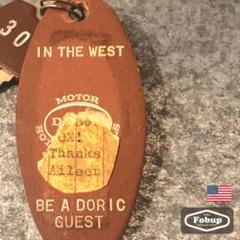 30
IN THE WEST
MOTOR
Thanks
Aileen
BE A DORIC
GUEST
Fobup